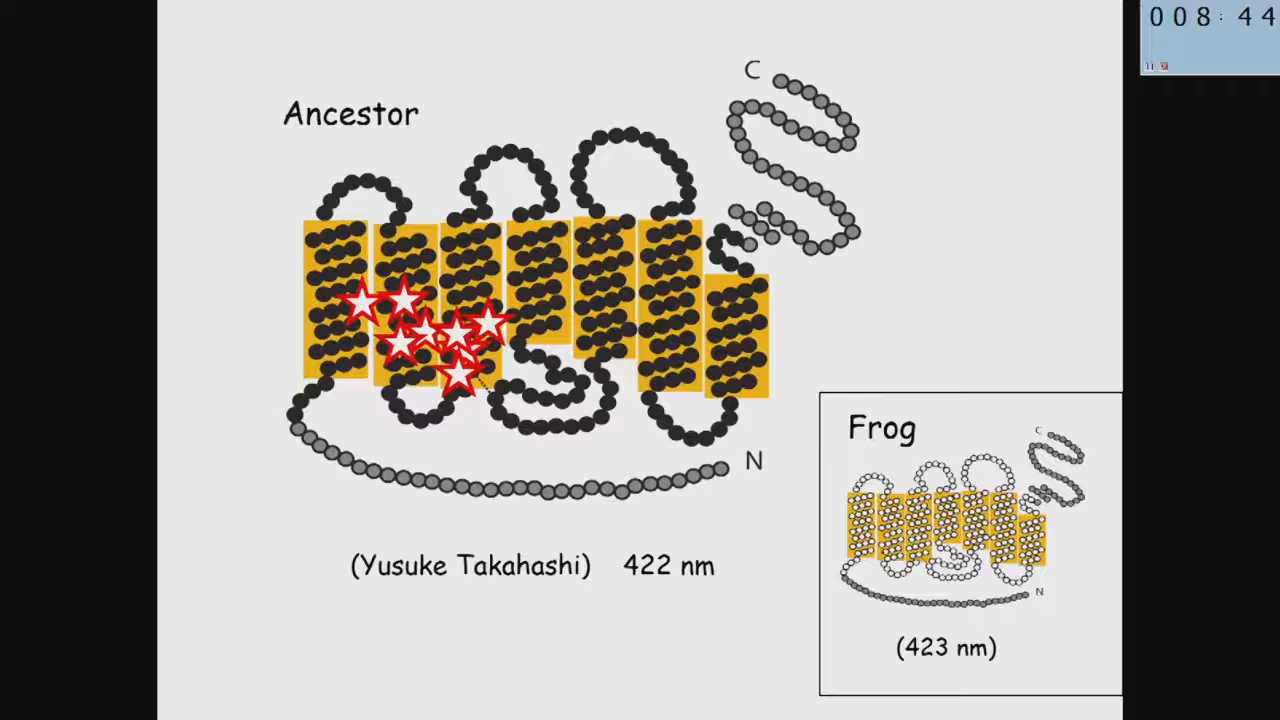 008:44
C
Ancestor
N
(Yusuke Takahashi) 422 nm
Frog
C
N
(423 nm)